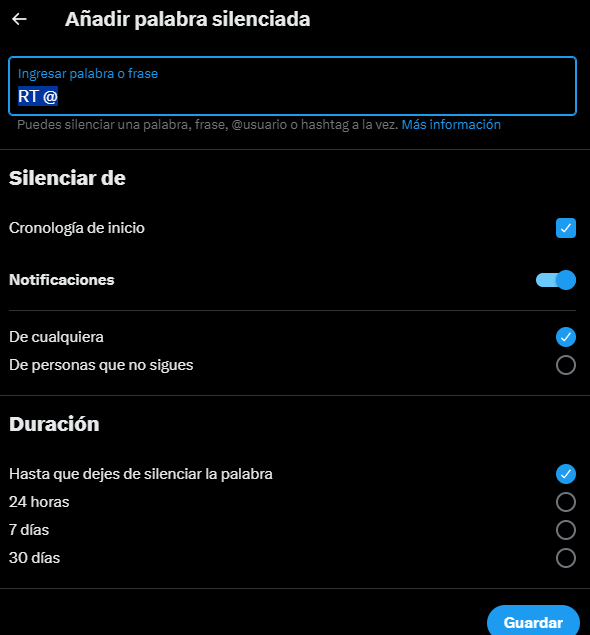 Añadir palabra silenciada
Ingresar palabra o frase
RT @
Puedes silenciar una palabra, frase, @usuario o hashtag a la vez. Más información
Silenciar de
Cronología de inicio
Notificaciones
De cualquiera
De personas que no sigues
Duración
Hasta que dejes de silenciar la palabra
24 horas
7 días
30 días
Guardar